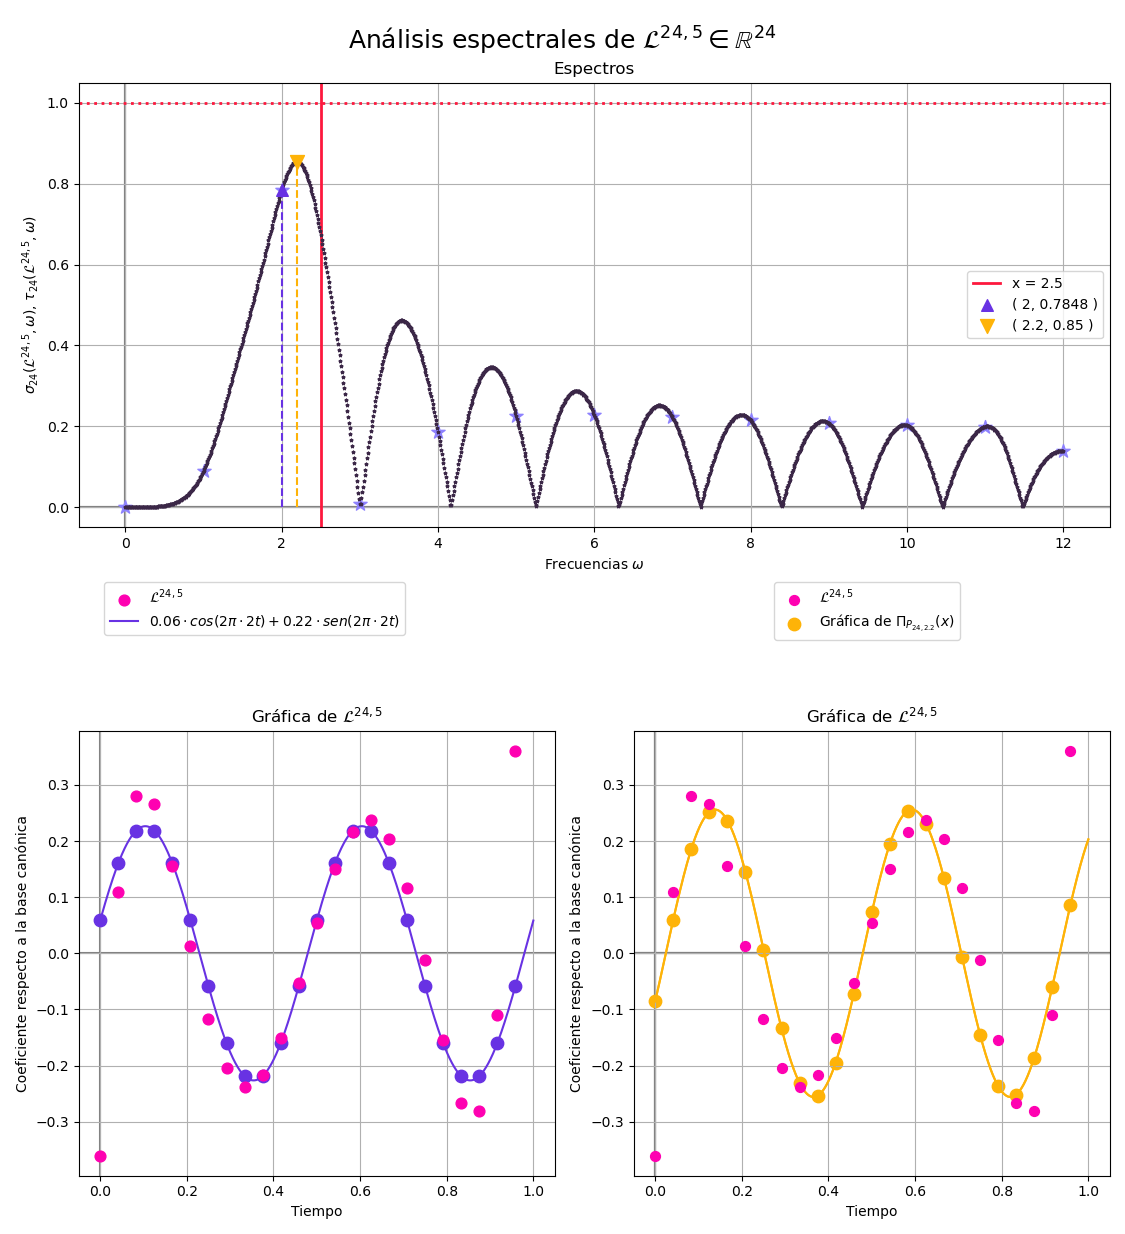 Análisis espectrales de $\mathcal{L}^{24,5} \in \mathbb{R}^{24}$
Espectros
1.0
0.8
0.6
0.4
0.2
0.0
$\sigma_{24}(\mathcal{L}^{24,5}, \omega), \tau_{24}(\mathcal{L}^{24,5}, \omega)$
x = 2.5
( 2, 0.7848 )
( 2.2, 0.85 )
0 2 4 6 8 10 12
Frecuencias ω
$\mathcal{L}^{24,5}$
$0.06 \cdot cos(2\pi \cdot 2t) + 0.22 \cdot sen(2\pi \cdot 2t)$
$\mathcal{L}^{24,5}$
Gráfica de $\Pi_{P_{24,2.2}}(x)$
Gráfica de $\mathcal{L}^{24,5}$
0.3
0.2
0.1
0.0
−0.1
−0.2
−0.3
Coeficiente respecto a la base canónica
0.0 0.2 0.4 0.6 0.8 1.0
Tiempo
Gráfica de $\mathcal{L}^{24,5}$
0.3
0.2
0.1
0.0
−0.1
−0.2
−0.3
Coeficiente respecto a la base canónica
0.0 0.2 0.4 0.6 0.8 1.0
Tiempo